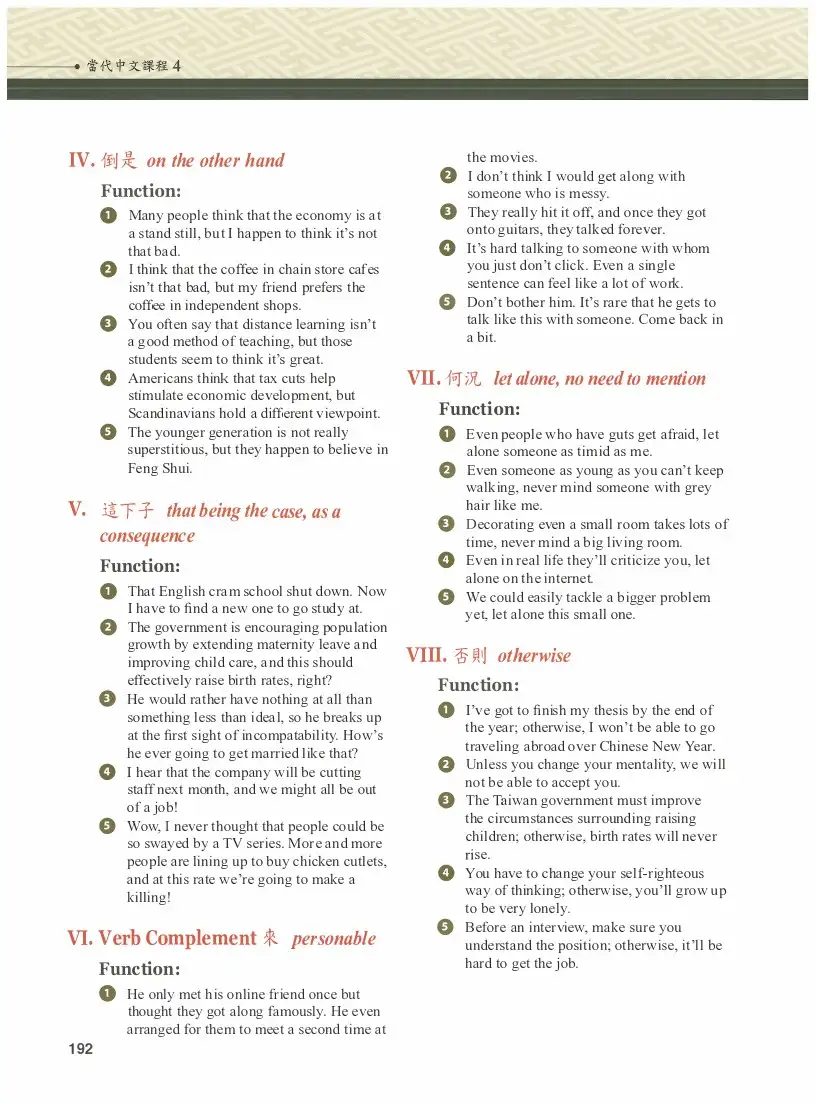 當代中文課程 4
IV. 倒是 on the other hand
Function:
1 Many people think that the economy is at
a stand still, but I happen to think it's not
that bad.
2 I think that the coffee in chain store cafes
isn't that bad, but my friend prefers the
coffee in independent shops.
3 You often say that distance learning isn't
a good method of teaching, but those
students seem to think it's great.
4 Americans think that tax cuts help
stimulate economic development, but
Scandinavians hold a different viewpoint.
5 The younger generation is not really
superstitious, but they happen to believe in
Feng Shui.
V. 這下子 that being the case, as a
consequence
Function:
1 That English cram school shut down. Now
I have to find a new one to go study at.
2 The government is encouraging population
growth by extending maternity leave and
improving child care, and this should
effectively raise birth rates, right?
3 He would rather have nothing at all than
something less than ideal, so he breaks up
at the first sight of incompatability. How's
he ever going to get married like that?
4 I hear that the company will be cutting
staff next month, and we might all be out
of a job!
5 Wow, I never thought that people could be
so swayed by a TV series. More and more
people are lining up to buy chicken cutlets,
and at this rate we're going to make a
killing!
VI. Verb Complement 來 personable
Function:
1 He only met his online friend once but
thought they got along famously. He even
arranged for them to meet a second time at
the movies.
2 I don't think I would get along with
someone who is messy.
3 They really hit it off, and once they got
onto guitars, they talked forever.
4 It's hard talking to someone with whom
you just don't click. Even a single
sentence can feel like a lot of work.
5 Don't bother him. It's rare that he gets to
talk like this with someone. Come back in
a bit.
VII. 何況 let alone, no need to mention
Function:
1 Even people who have guts get afraid, let
alone someone as timid as me.
2 Even someone as young as you can't keep
walking, never mind someone with grey
hair like me.
3 Decorating even a small room takes lots of
time, never mind a big living room.
4 Even in real life they'll criticize you, let
alone on the internet.
5 We could easily tackle a bigger problem
yet, let alone this small one.
VIII. 否則 otherwise
Function:
1 I've got to finish my thesis by the end of
the year; otherwise, I won't be able to go
traveling abroad over Chinese New Year.
2 Unless you change your mentality, we will
not be able to accept you.
3 The Taiwan government must improve
the circumstances surrounding raising
children; otherwise, birth rates will never
rise.
4 You have to change your self-righteous
way of thinking; otherwise, you'll grow up
to be very lonely.
5 Before an interview, make sure you
understand the position; otherwise, it'll be
hard to get the job.
192